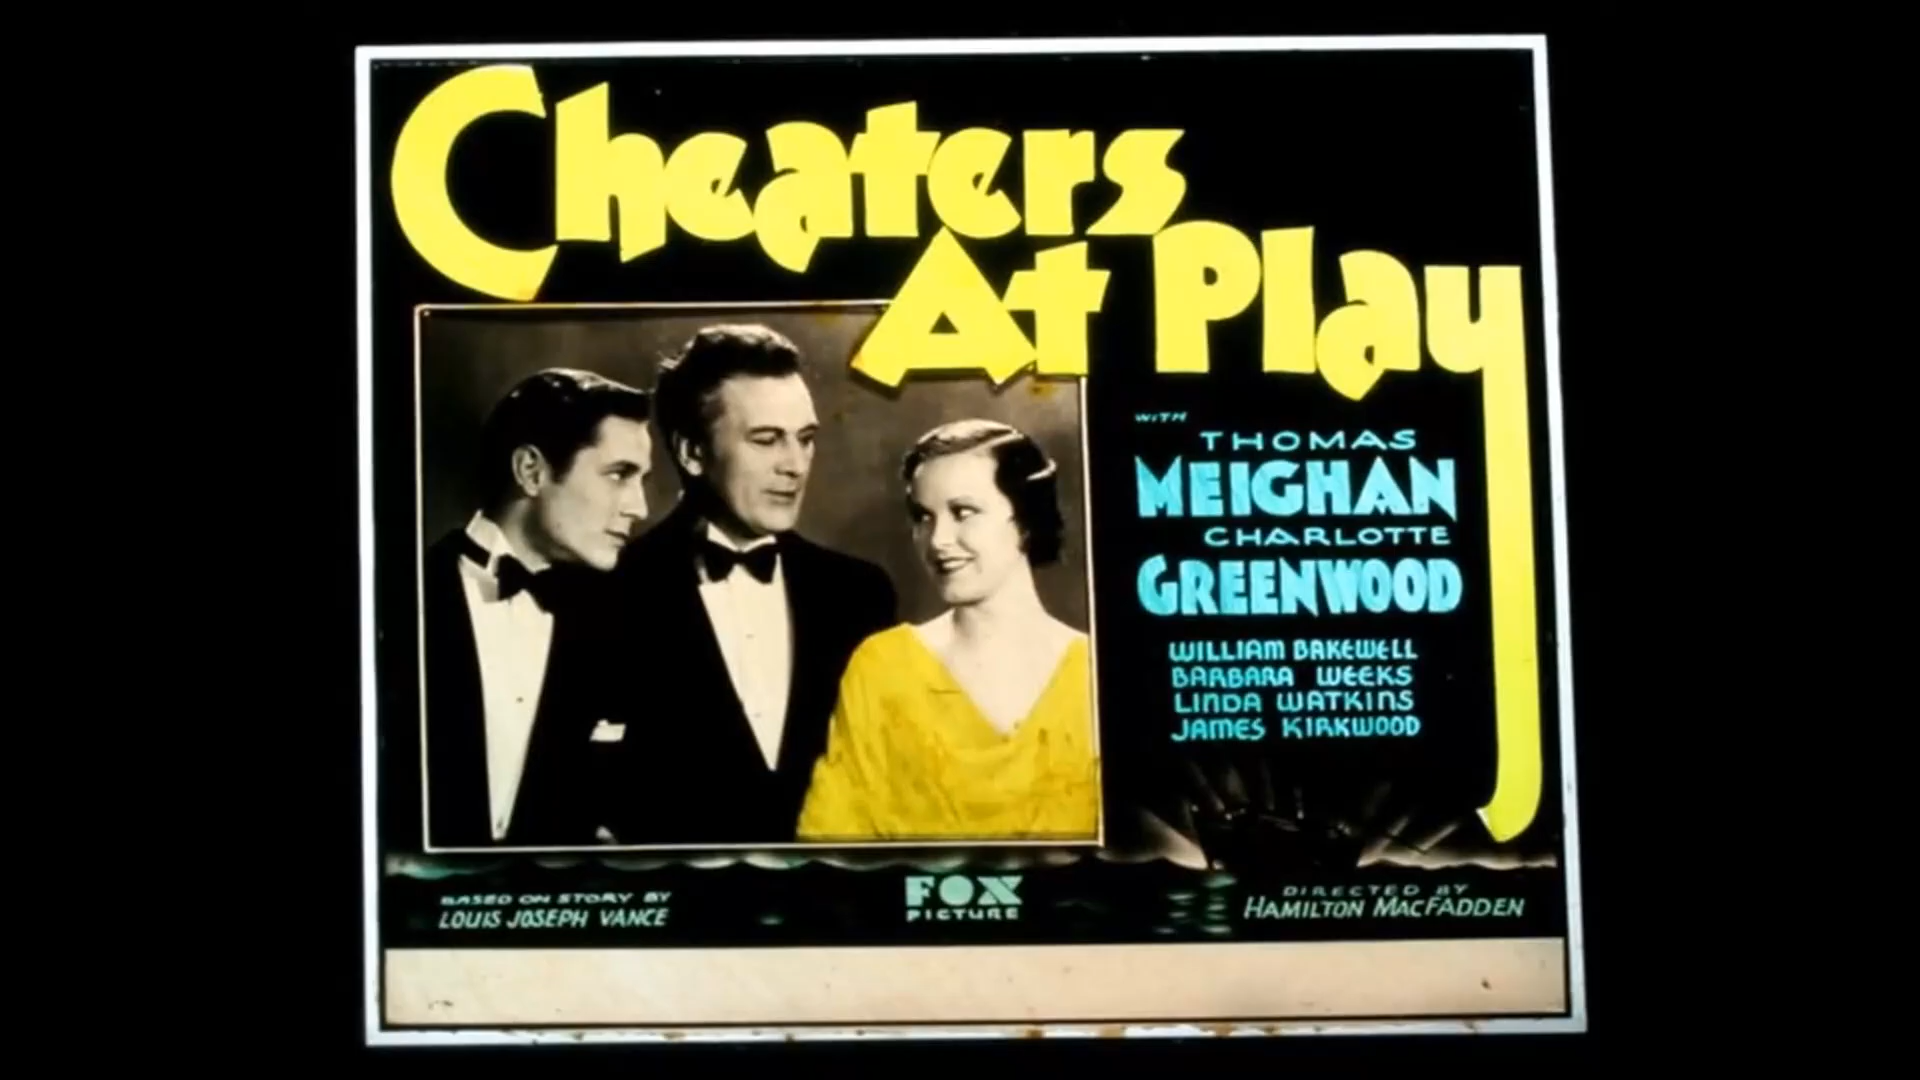 Cheaters
At Play
WITH
THOMAS
MEIGHAN
CHARLOTTE
GREENWOOD
WILLIAM BAKEWELL
BARBARA WEEKS
LINDA WATKINS
JAMES KIRKWOOD
BASED ON STORY BY
LOUIS JOSEPH VANCE
FOX
PICTURE
DIRECTED BY
HAMILTON MACFADDEN